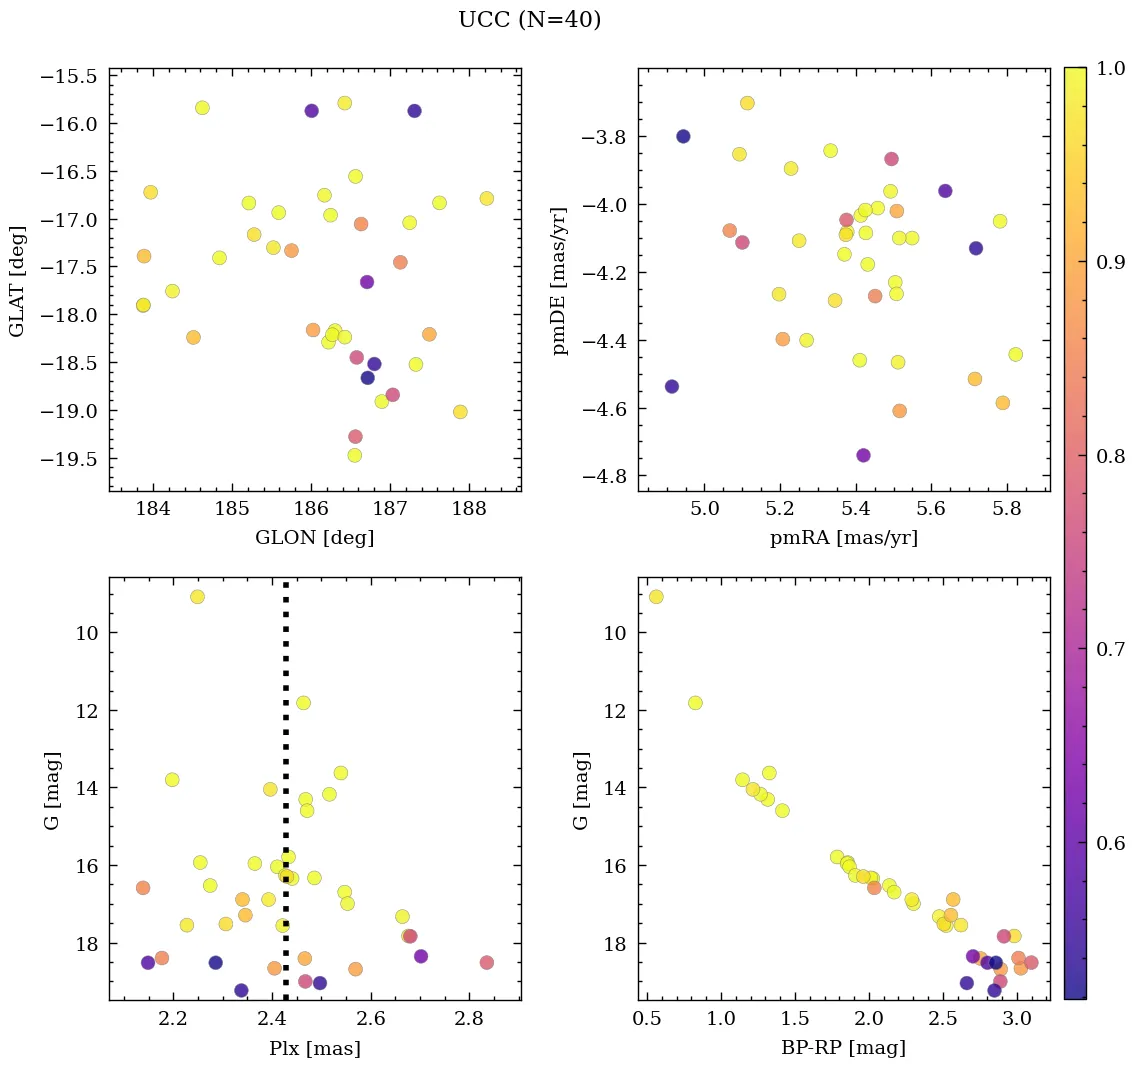 UCC (N=40)
−15.5
−16.0
−16.5
−17.0
−17.5
−18.0
−18.5
−19.0
−19.5
GLAT [deg]
184 185 186 187 188
GLON [deg]
−3.8
−4.0
−4.2
−4.4
−4.6
−4.8
pmDE [mas/yr]
5.0 5.2 5.4 5.6 5.8
pmRA [mas/yr]
1.0
0.9
0.8
0.7
0.6
10
12
14
16
18
G [mag]
2.2 2.4 2.6 2.8
Plx [mas]
10
12
14
16
18
G [mag]
0.5 1.0 1.5 2.0 2.5 3.0
BP-RP [mag]